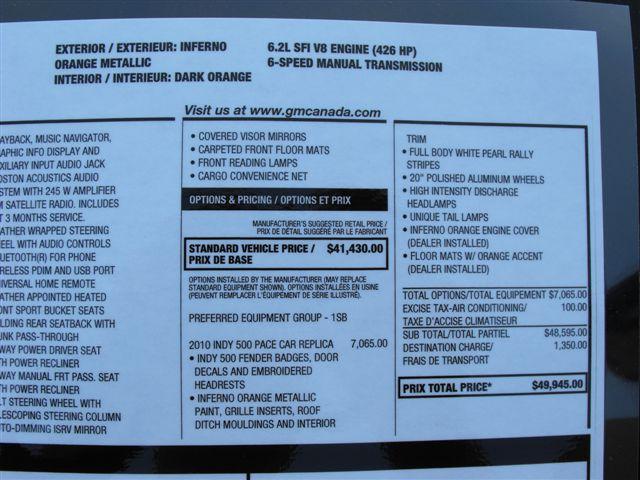 EXTERIOR / EXTERIEUR: INFERNO
ORANGE METALLIC
INTERIOR / INTERIEUR: DARK ORANGE
6.2L SFI V8 ENGINE (426 HP)
6-SPEED MANUAL TRANSMISSION
Visit us at www.gmcanada.com
AYBACK, MUSIC NAVIGATOR,
APHIC INFO DISPLAY AND
XILIARY INPUT AUDIO JACK
OSTON ACOUSTICS AUDIO
STEM WITH 245 W AMPLIFIER
M SATELLITE RADIO. INCLUDES
T 3 MONTHS SERVICE.
ATHER WRAPPED STEERING
EEL WITH AUDIO CONTROLS
UETOOTH(R) FOR PHONE
RELESS PDIM AND USB PORT
IVERSAL HOME REMOTE
ATHER APPOINTED HEATED
ONT SPORT BUCKET SEATS
LDING REAR SEATBACK WITH
UNK PASS-THROUGH
WAY POWER DRIVER SEAT
TH POWER RECLINER
WAY MANUAL FRT PASS. SEAT
TH POWER RECLINER
LT STEERING WHEEL WITH
LESCOPING STEERING COLUMN
UTO-DIMMING ISRV MIRROR
• COVERED VISOR MIRRORS
• CARPETED FRONT FLOOR MATS
• FRONT READING LAMPS
• CARGO CONVENIENCE NET
OPTIONS & PRICING / OPTIONS ET PRIX
MANUFACTURER'S SUGGESTED RETAIL PRICE /
PRIX DE DÉTAIL SUGGÉRÉ PAR LE FABRICANT
STANDARD VEHICLE PRICE / $41,430.00
PRIX DE BASE
OPTIONS INSTALLED BY THE MANUFACTURER (MAY REPLACE
STANDARD EQUIPMENT SHOWN). OPTIONS INSTALLÉES EN USINE
(PEUVENT REMPLACER L'ÉQUIPEMENT DE SÉRIE ILLUSTRÉ).
PREFERRED EQUIPMENT GROUP - 1SB
2010 INDY 500 PACE CAR REPLICA 7,065.00
• INDY 500 FENDER BADGES, DOOR
DECALS AND EMBROIDERED
HEADRESTS
• INFERNO ORANGE METALLIC
PAINT, GRILLE INSERTS, ROOF
DITCH MOULDINGS AND INTERIOR
TRIM
• FULL BODY WHITE PEARL RALLY
STRIPES
• 20" POLISHED ALUMINUM WHEELS
• HIGH INTENSITY DISCHARGE
HEADLAMPS
• UNIQUE TAIL LAMPS
• INFERNO ORANGE ENGINE COVER
(DEALER INSTALLED)
• FLOOR MATS W/ ORANGE ACCENT
(DEALER INSTALLED)
TOTAL OPTIONS/TOTAL EQUIPEMENT $7,065.00
EXCISE TAX-AIR CONDITIONING/ 100.00
TAXE D'ACCISE CLIMATISEUR
SUB TOTAL/TOTAL PARTIEL $48,595.00
DESTINATION CHARGE/ 1,350.00
FRAIS DE TRANSPORT
PRIX TOTAL PRICE* $49,945.00